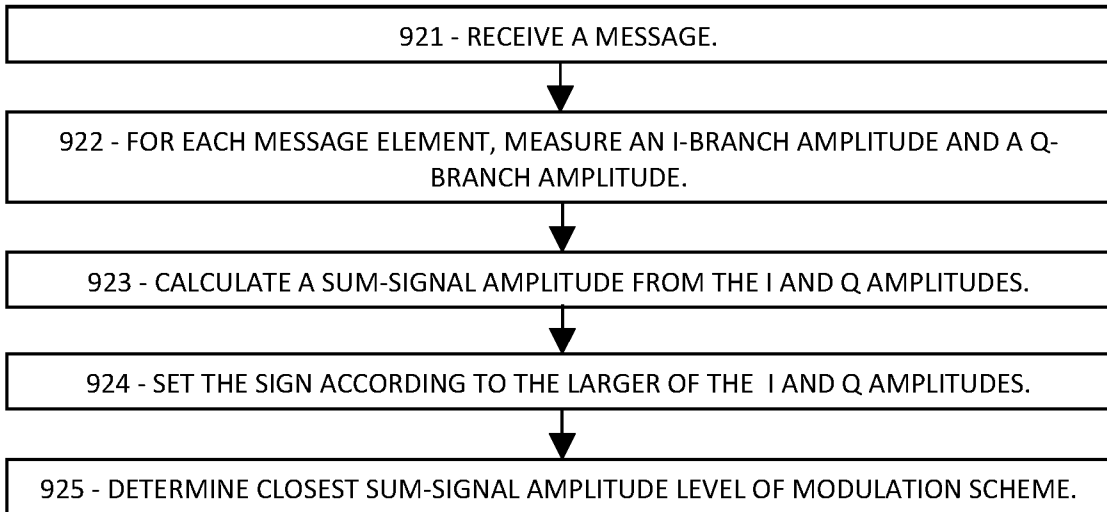 921 - RECEIVE A MESSAGE.
922 - FOR EACH MESSAGE ELEMENT, MEASURE AN I-BRANCH AMPLITUDE AND A Q-
BRANCH AMPLITUDE.
923 - CALCULATE A SUM-SIGNAL AMPLITUDE FROM THE I AND Q AMPLITUDES.
924 - SET THE SIGN ACCORDING TO THE LARGER OF THE  I AND Q AMPLITUDES.
925 - DETERMINE CLOSEST SUM-SIGNAL AMPLITUDE LEVEL OF MODULATION SCHEME.